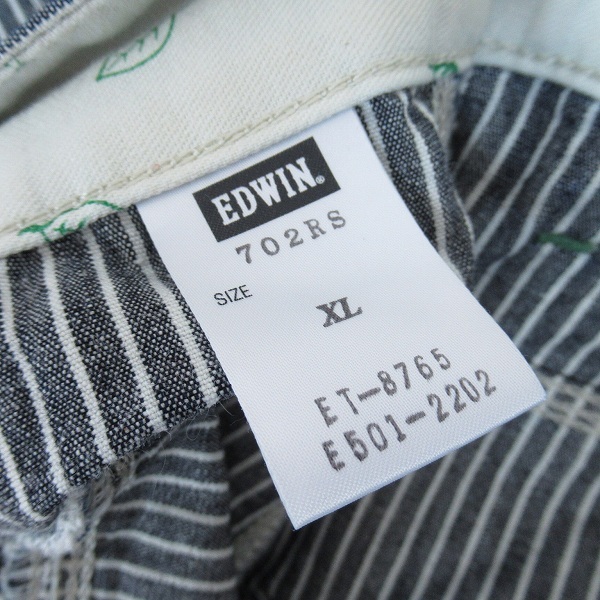 EDWIN®
702RS
SIZE
XL
ET-8765
E501-2202